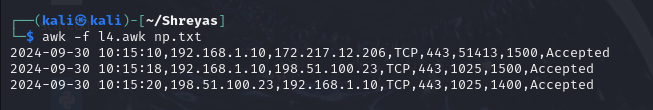 ┌──(kali㉿kali)-[~/Shreyas]
└─$ awk -f l4.awk np.txt
2024-09-30 10:15:10,192.168.1.10,172.217.12.206,TCP,443,51413,1500,Accepted
2024-09-30 10:15:18,192.168.1.10,198.51.100.23,TCP,443,1025,1500,Accepted
2024-09-30 10:15:20,198.51.100.23,192.168.1.10,TCP,443,1025,1400,Accepted